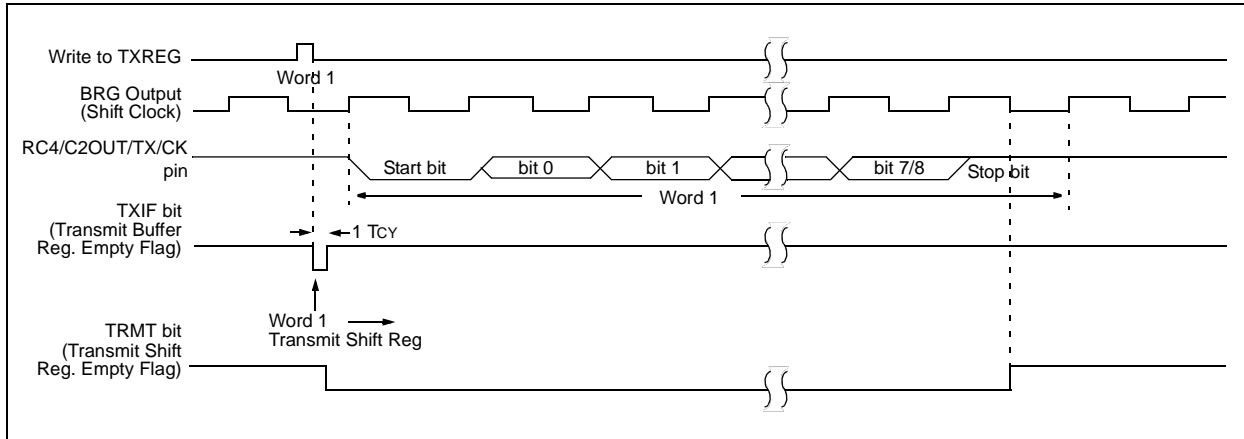 Write to TXREG
Word 1
BRG Output
(Shift Clock)
RC4/C2OUT/TX/CK
pin
Start bit
bit 0
bit 1
bit 7/8
Stop bit
Word 1
TXIF bit
(Transmit Buffer
Reg. Empty Flag)
1 TCY
Word 1
Transmit Shift Reg
TRMT bit
(Transmit Shift
Reg. Empty Flag)